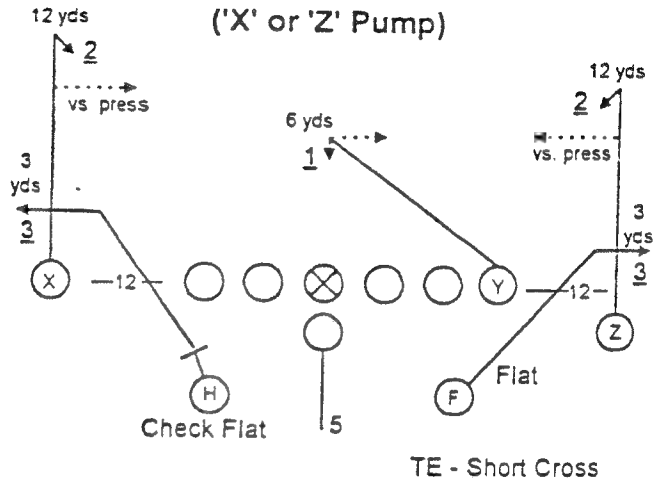 ('X' or 'Z' Pump)
12 yds
2
vs press
12 yds
2
vs. press
6 yds
1
3
yds
3
3
yds
3
X
12
Y
12
Z
H
F
Flat
Check Flat
5
TE - Short Cross